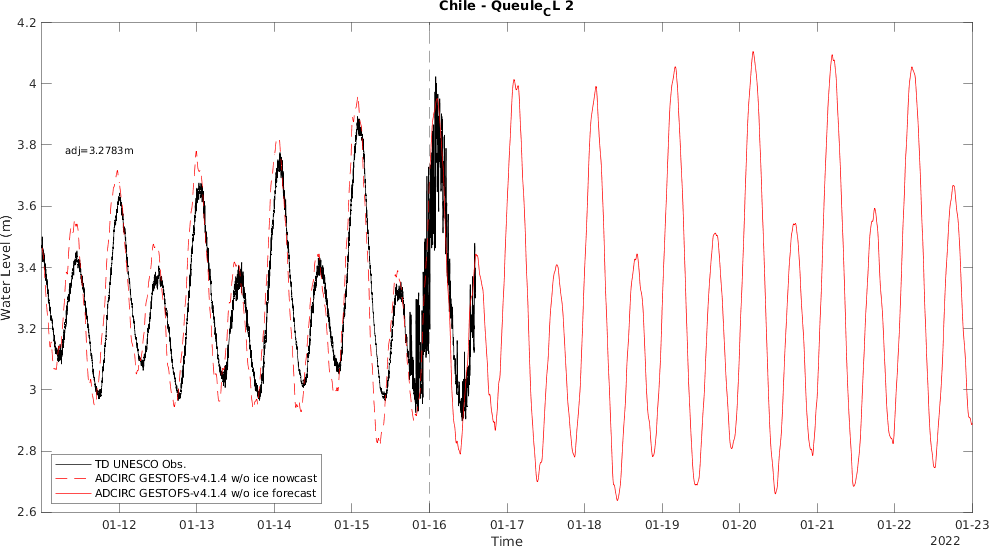 Chile - Queule_CL 2
4.2
4
3.8
3.6
3.4
3.2
3
2.8
2.6
Water Level (m)
adj=3.2783m
TD UNESCO Obs.
ADCIRC GESTOFS-v4.1.4 w/o ice nowcast
ADCIRC GESTOFS-v4.1.4 w/o ice forecast
01-12 01-13 01-14 01-15 01-16 01-17 01-18 01-19 01-20 01-21 01-22 01-23
Time
2022